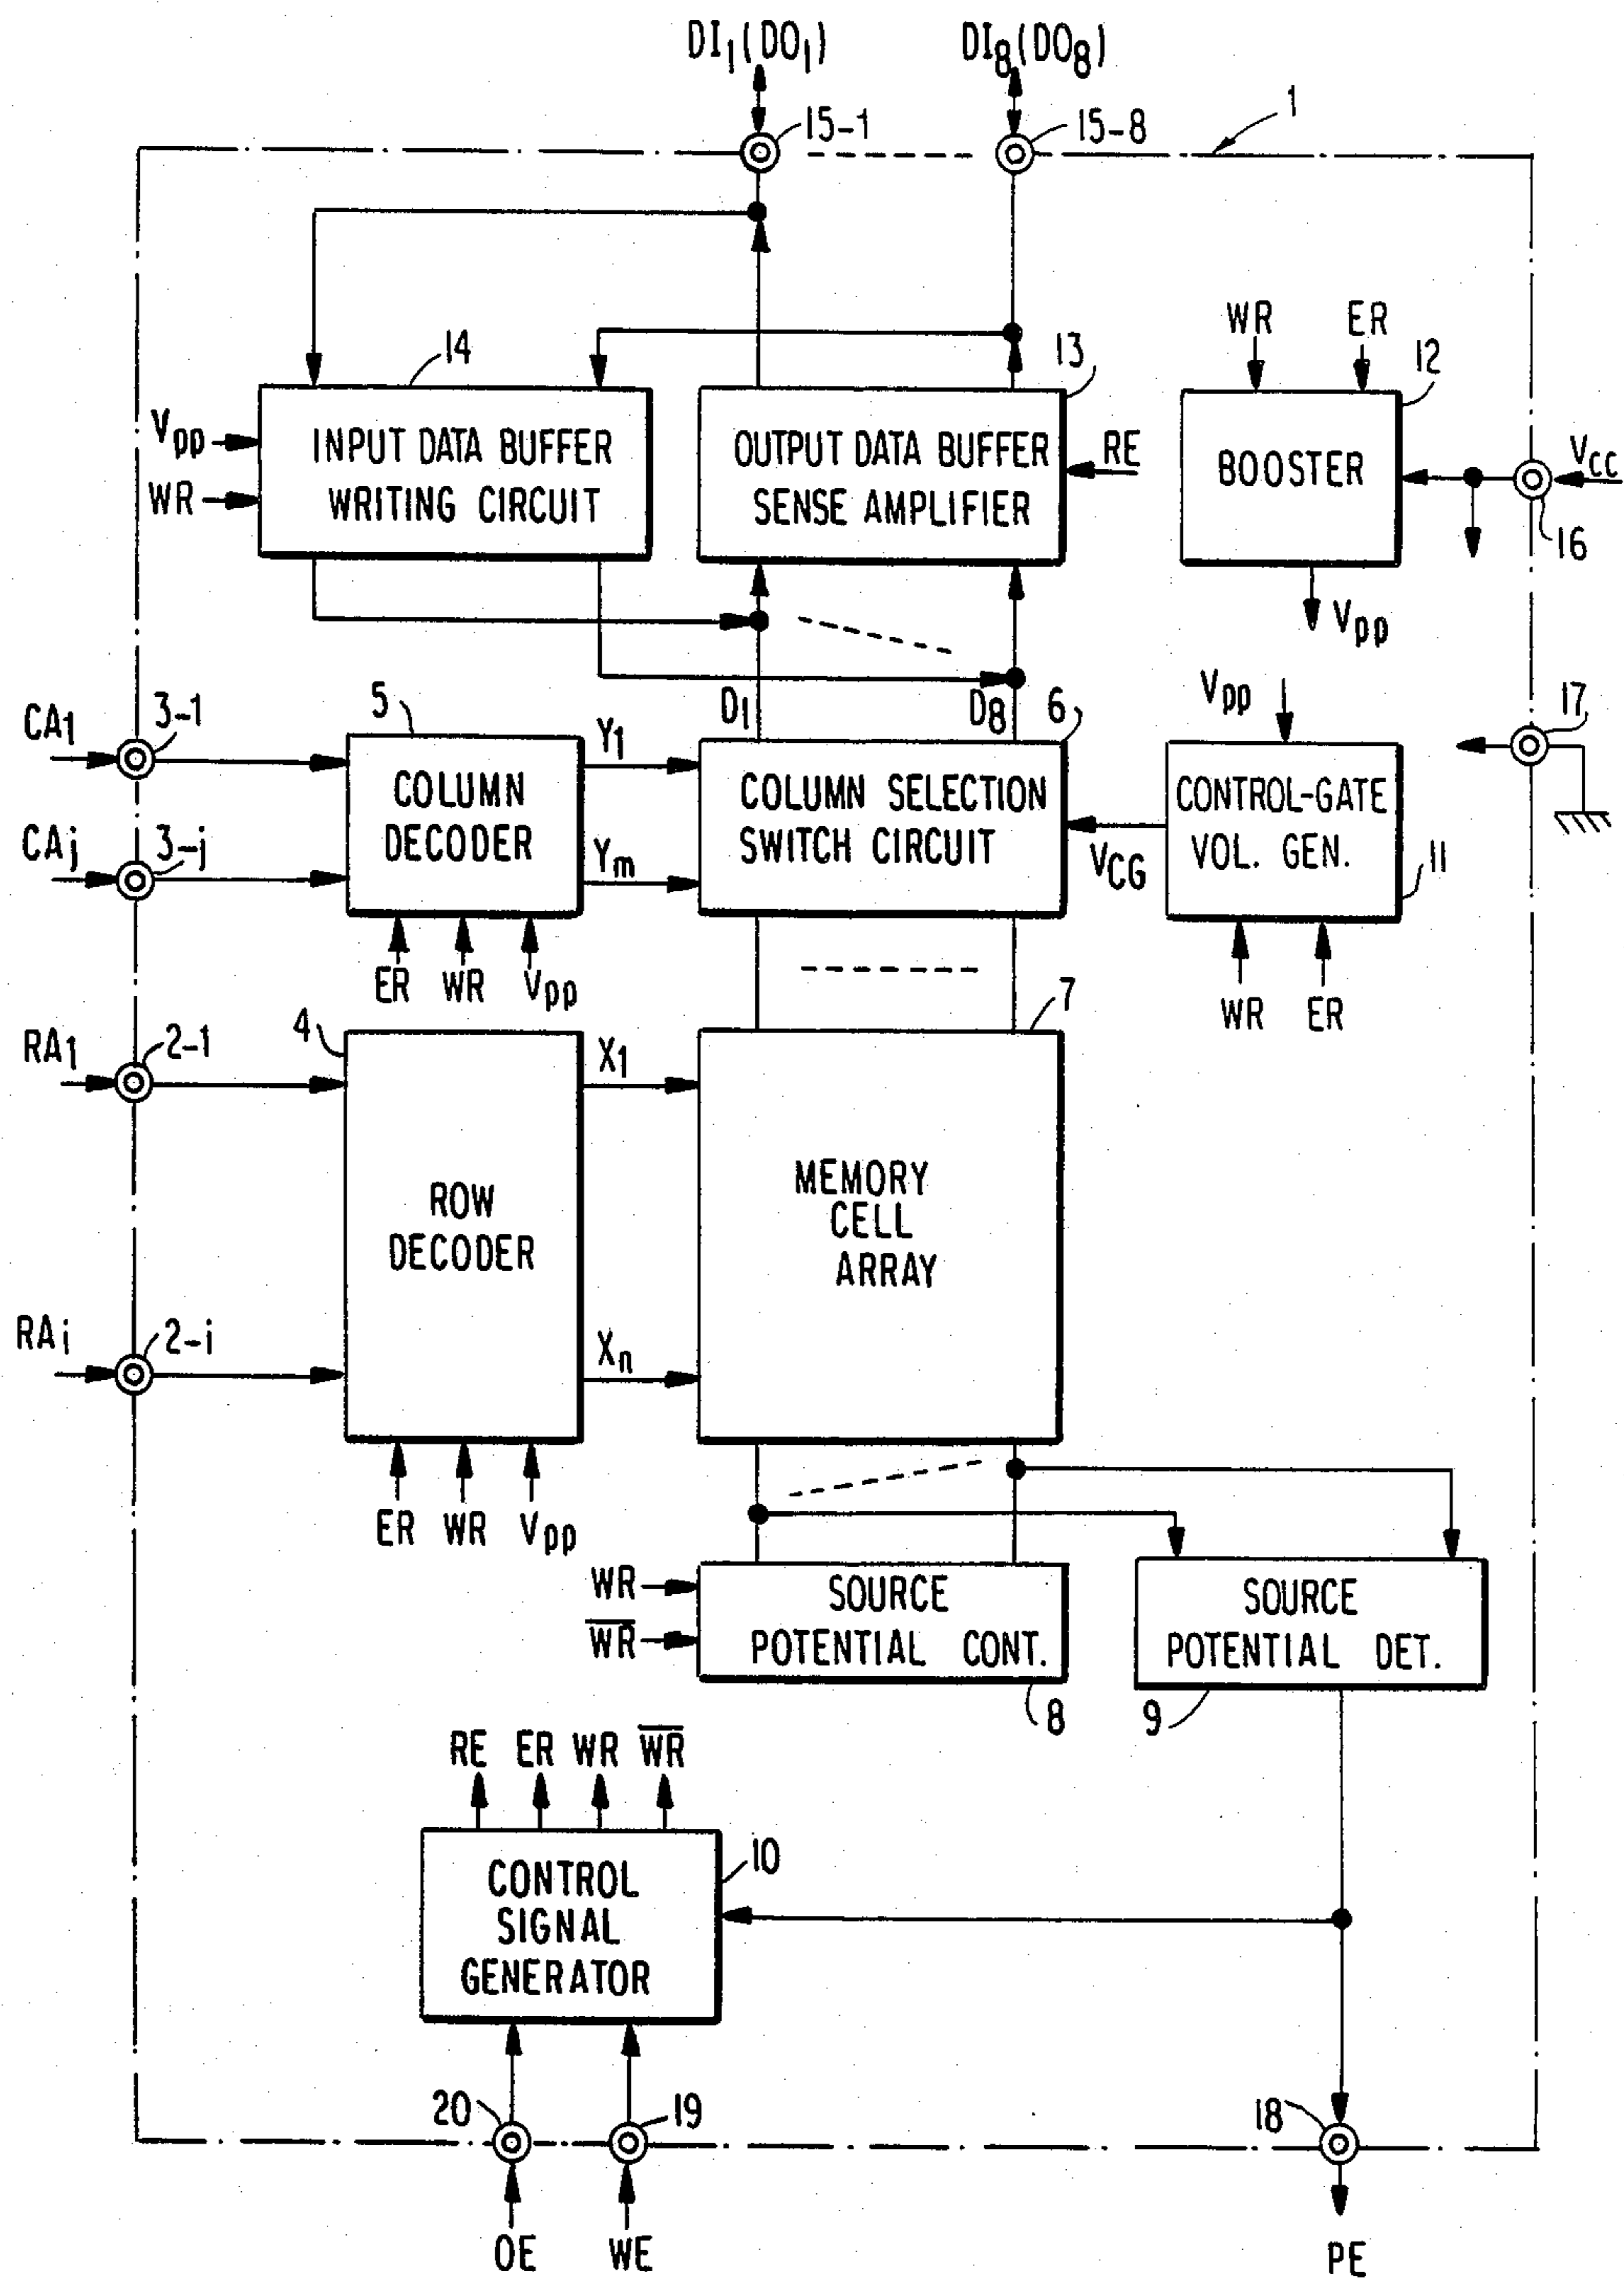 DI1(DO1) DI8(DO8)
15-1 15-8 1
WR ER
14 13 12
Vpp INPUT DATA BUFFER OUTPUT DATA BUFFER RE BOOSTER VCC
WR WRITING CIRCUIT SENSE AMPLIFIER 16
Vpp
CA1 3-1 5 Y1 D1 D8 6 Vpp 17
COLUMN COLUMN SELECTION CONTROL-GATE
CAj 3-j DECODER Ym SWITCH CIRCUIT VCG VOL. GEN. 11
ER WR Vpp WR ER
RA1 2-1 4 X1 7
MEMORY
ROW CELL
DECODER ARRAY
RAi 2-i Xn
ER WR Vpp
WR SOURCE SOURCE
W̅R̅ POTENTIAL CONT. POTENTIAL DET.
8 9
RE ER WR W̅R̅
10
CONTROL
SIGNAL
GENERATOR
20 19 18
OE WE PE